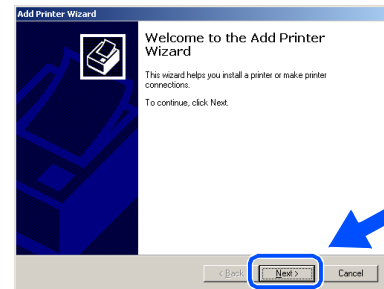 Add Printer Wizard
Welcome to the Add Printer
Wizard
This wizard helps you install a printer or make printer
connections.
To continue, click Next.
< Back
Next >
Cancel